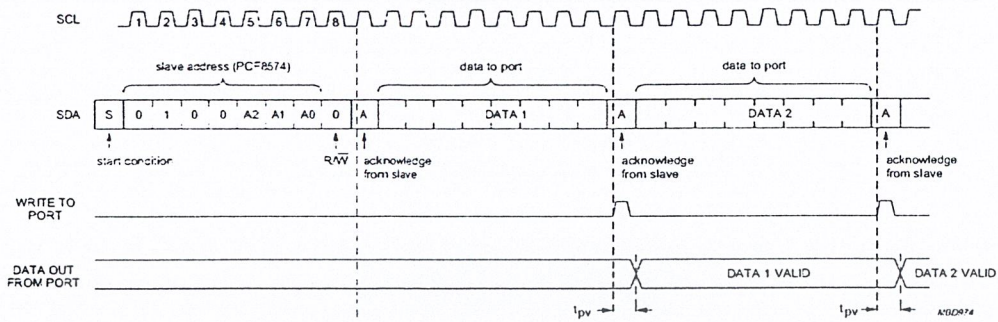 SCL
1 2 3 4 5 6 7 8
slave address (PCF8574)
data to port
data to port
SDA
S 0 1 0 0 A2 A1 A0 0 A DATA 1 A DATA 2 A
start condition
R/W
acknowledge
from slave
acknowledge
from slave
acknowledge
from slave
WRITE TO
PORT
DATA OUT
FROM PORT
DATA 1 VALID
DATA 2 VALID
tpv
tpv
MBD974